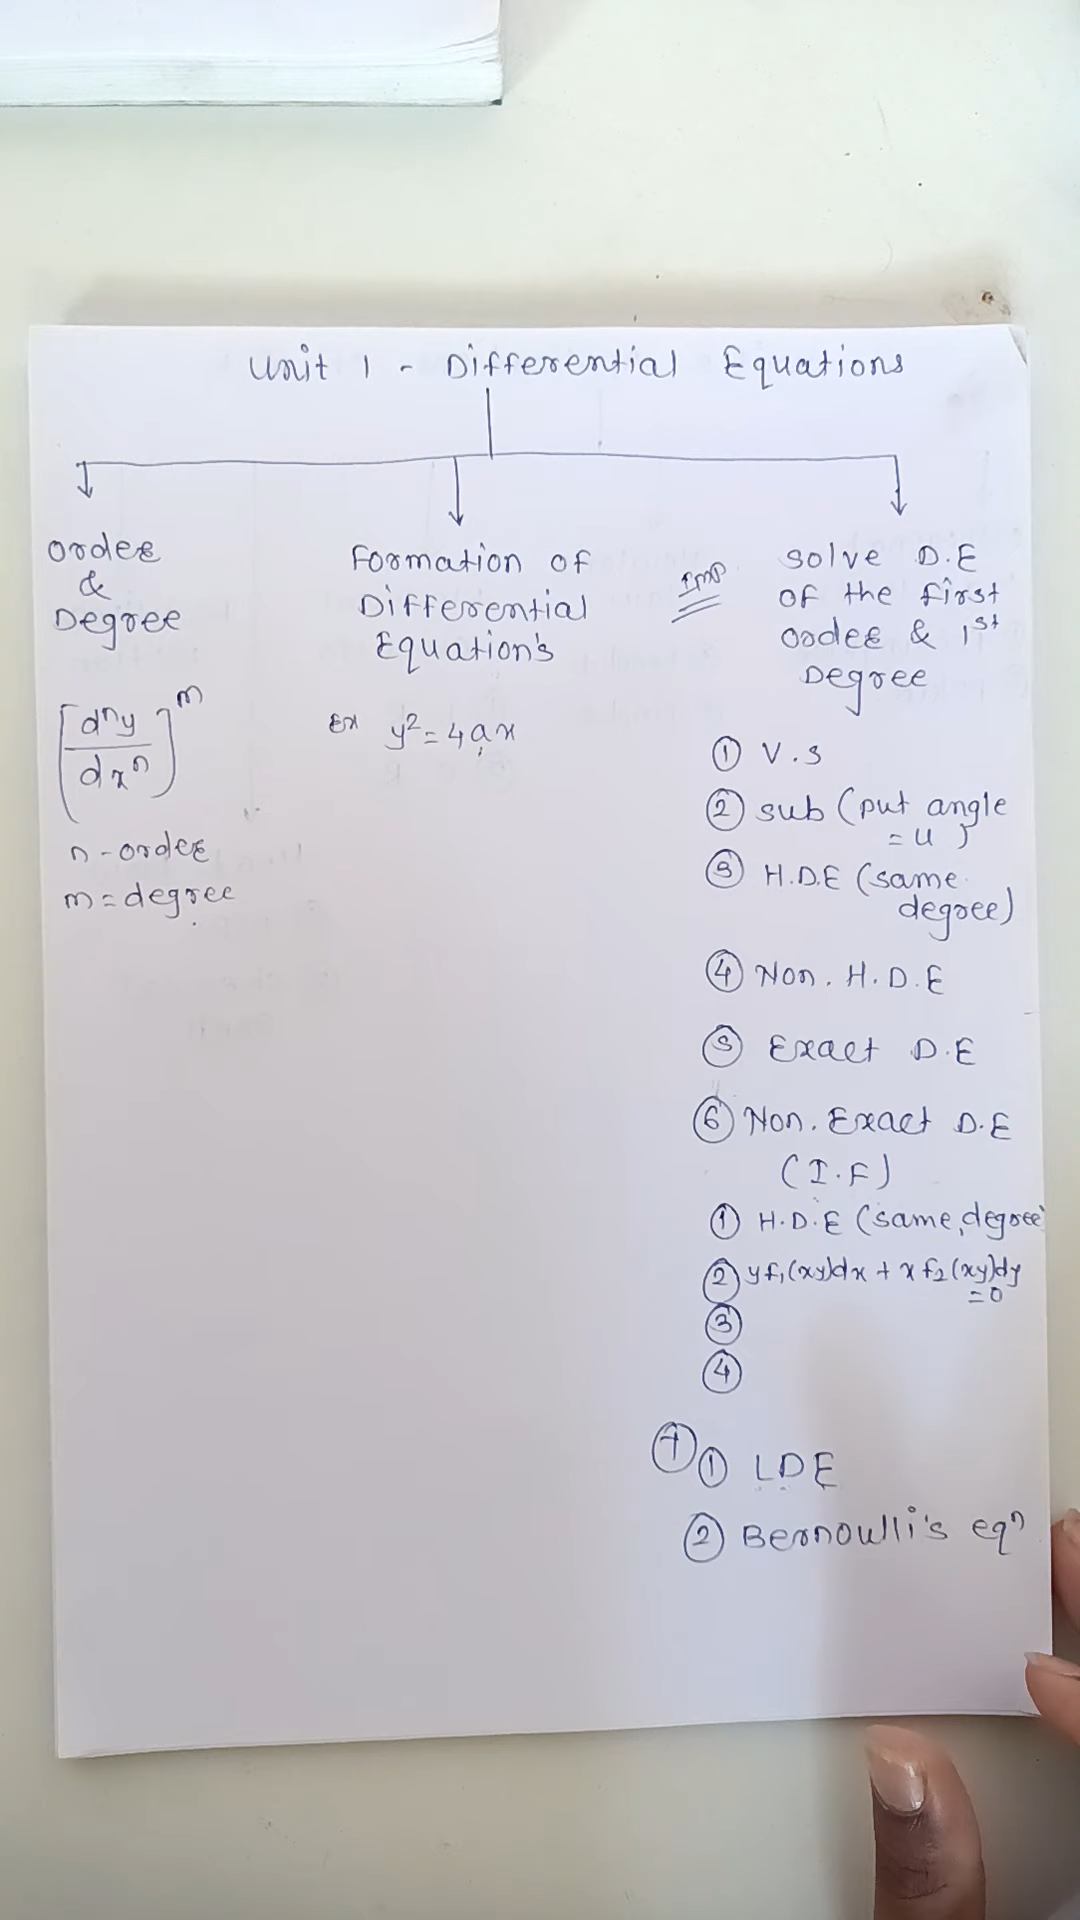 Unit 1 - Differential Equations
Order
&
Degree
[dⁿy/dxⁿ]ᵐ
n - order
m = degree
Formation of
Differential
Equation's
Ex y² = 4ax
Imp
Solve D.E
of the first
order & 1st
Degree
① V.S
② sub (put angle
= u)
③ H.D.E (same
degree)
④ Non. H.D.E
⑤ Exact D.E
⑥ Non. Exact D.E
(I.F)
① H.D.E (same degree)
② yf₁(xy)dx + xf₂(xy)dy
= 0
③
④
⑦ ① LDE
② Bernoulli's eqⁿ